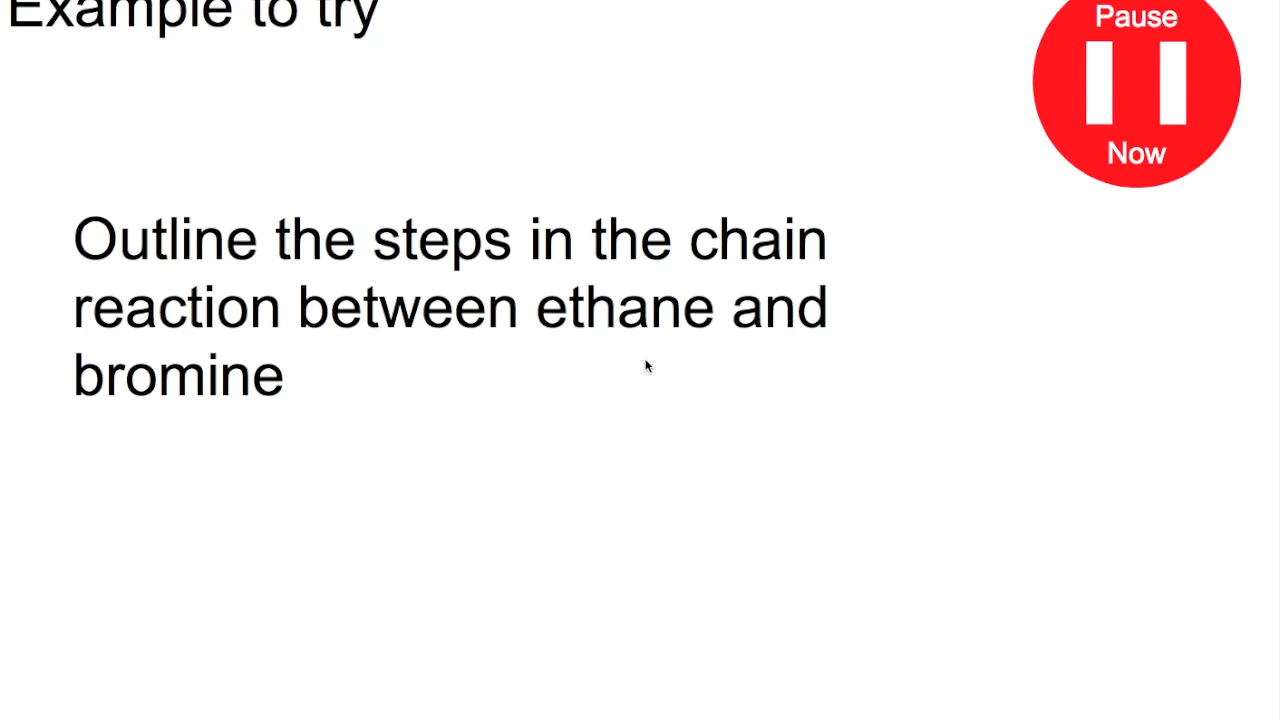 Example to try
Pause
Now
Outline the steps in the chain
reaction between ethane and
bromine